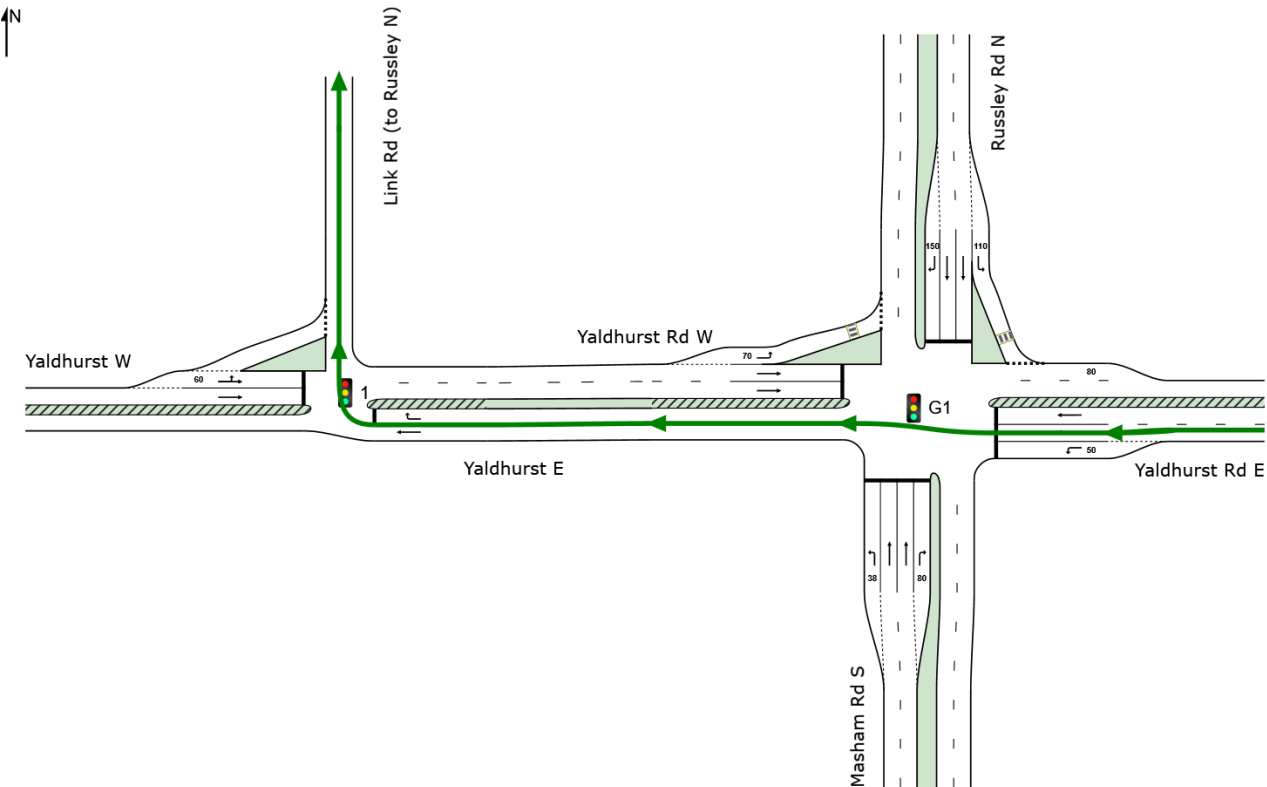 N
Link Rd (to Russley N)
Russley Rd N
150
110
Yaldhurst W
Yaldhurst Rd W
70
60
80
1
G1
50
Yaldhurst E
Yaldhurst Rd E
38
80
Masham Rd S